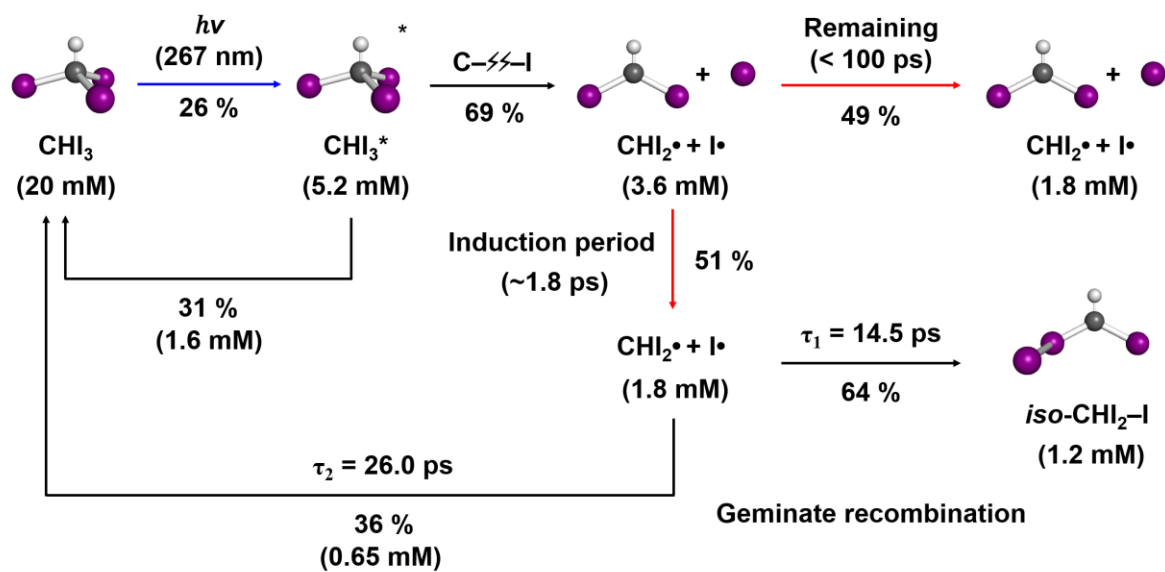 hν
(267 nm)
26 %
*
C–⚡⚡–I
69 %
Remaining
(< 100 ps)
49 %
+
+
CHI₃
(20 mM)
CHI₃*
(5.2 mM)
CHI₂• + I•
(3.6 mM)
CHI₂• + I•
(1.8 mM)
Induction period
(~1.8 ps)
51 %
31 %
(1.6 mM)
CHI₂• + I•
(1.8 mM)
τ₁ = 14.5 ps
64 %
iso-CHI₂–I
(1.2 mM)
τ₂ = 26.0 ps
36 %
(0.65 mM)
Geminate recombination